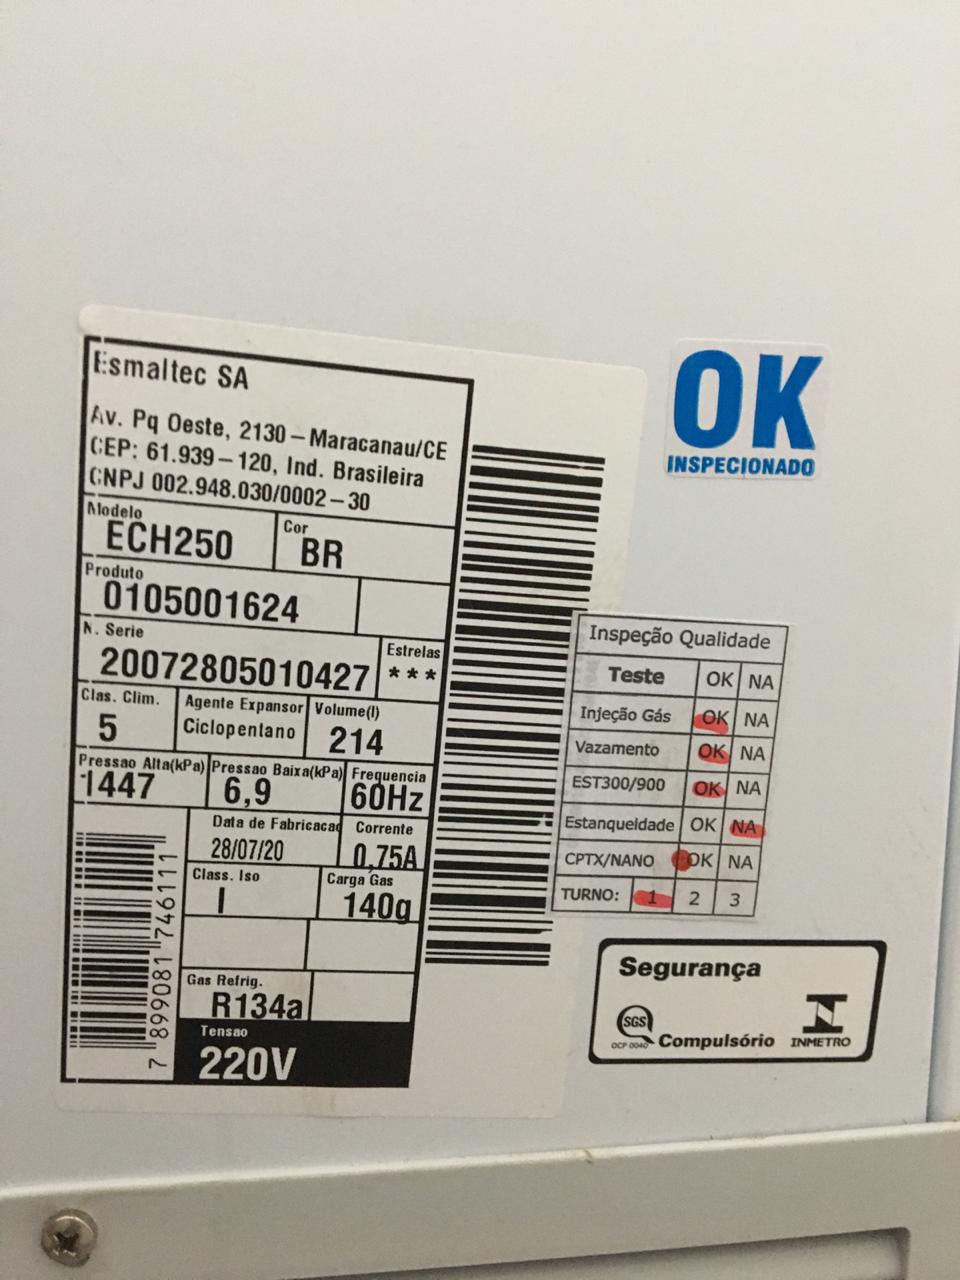 Esmaltec SA
Av. Pq Oeste, 2130 – Maracanau/CE
CEP: 61.939 – 120, Ind. Brasileira
CNPJ 002.948.030/0002 – 30
Modelo
ECH250
Cor
BR
Produto
0105001624
N. Serie
20072805010427
Estrelas
***
Clas. Clim.
5
Agente Expansor
Ciclopentano
Volume(l)
214
Pressao Alta(kPa)
1447
Pressao Baixa(kPa)
6,9
Frequencia
60Hz
Data de Fabricacao
28/07/20
Corrente
0,75A
Class. Iso
I
Carga Gas
140g
Gas Refrig.
R134a
Tensao
220V
7 899081 746111
OK
INSPECIONADO
Inspeção Qualidade
Teste OK NA
Injeção Gás OK NA
Vazamento OK NA
EST300/900 OK NA
Estanqueidade OK NA
CPTX/NANO OK NA
TURNO: 1 2 3
Segurança
SGS
OCP 0040
Compulsório
INMETRO